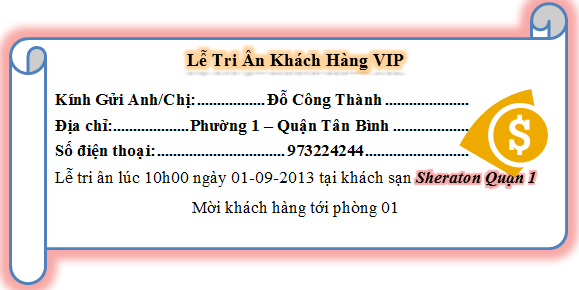 Lễ Tri Ân Khách Hàng VIP
Kính Gửi Anh/Chị:..................Đỗ Công Thành ......................
Địa chỉ:....................Phường 1 – Quận Tân Bình ....................
Số điện thoại:..................................973224244............................
Lễ tri ân lúc 10h00 ngày 01-09-2013 tại khách sạn Sheraton Quận 1
Mời khách hàng tới phòng 01
$